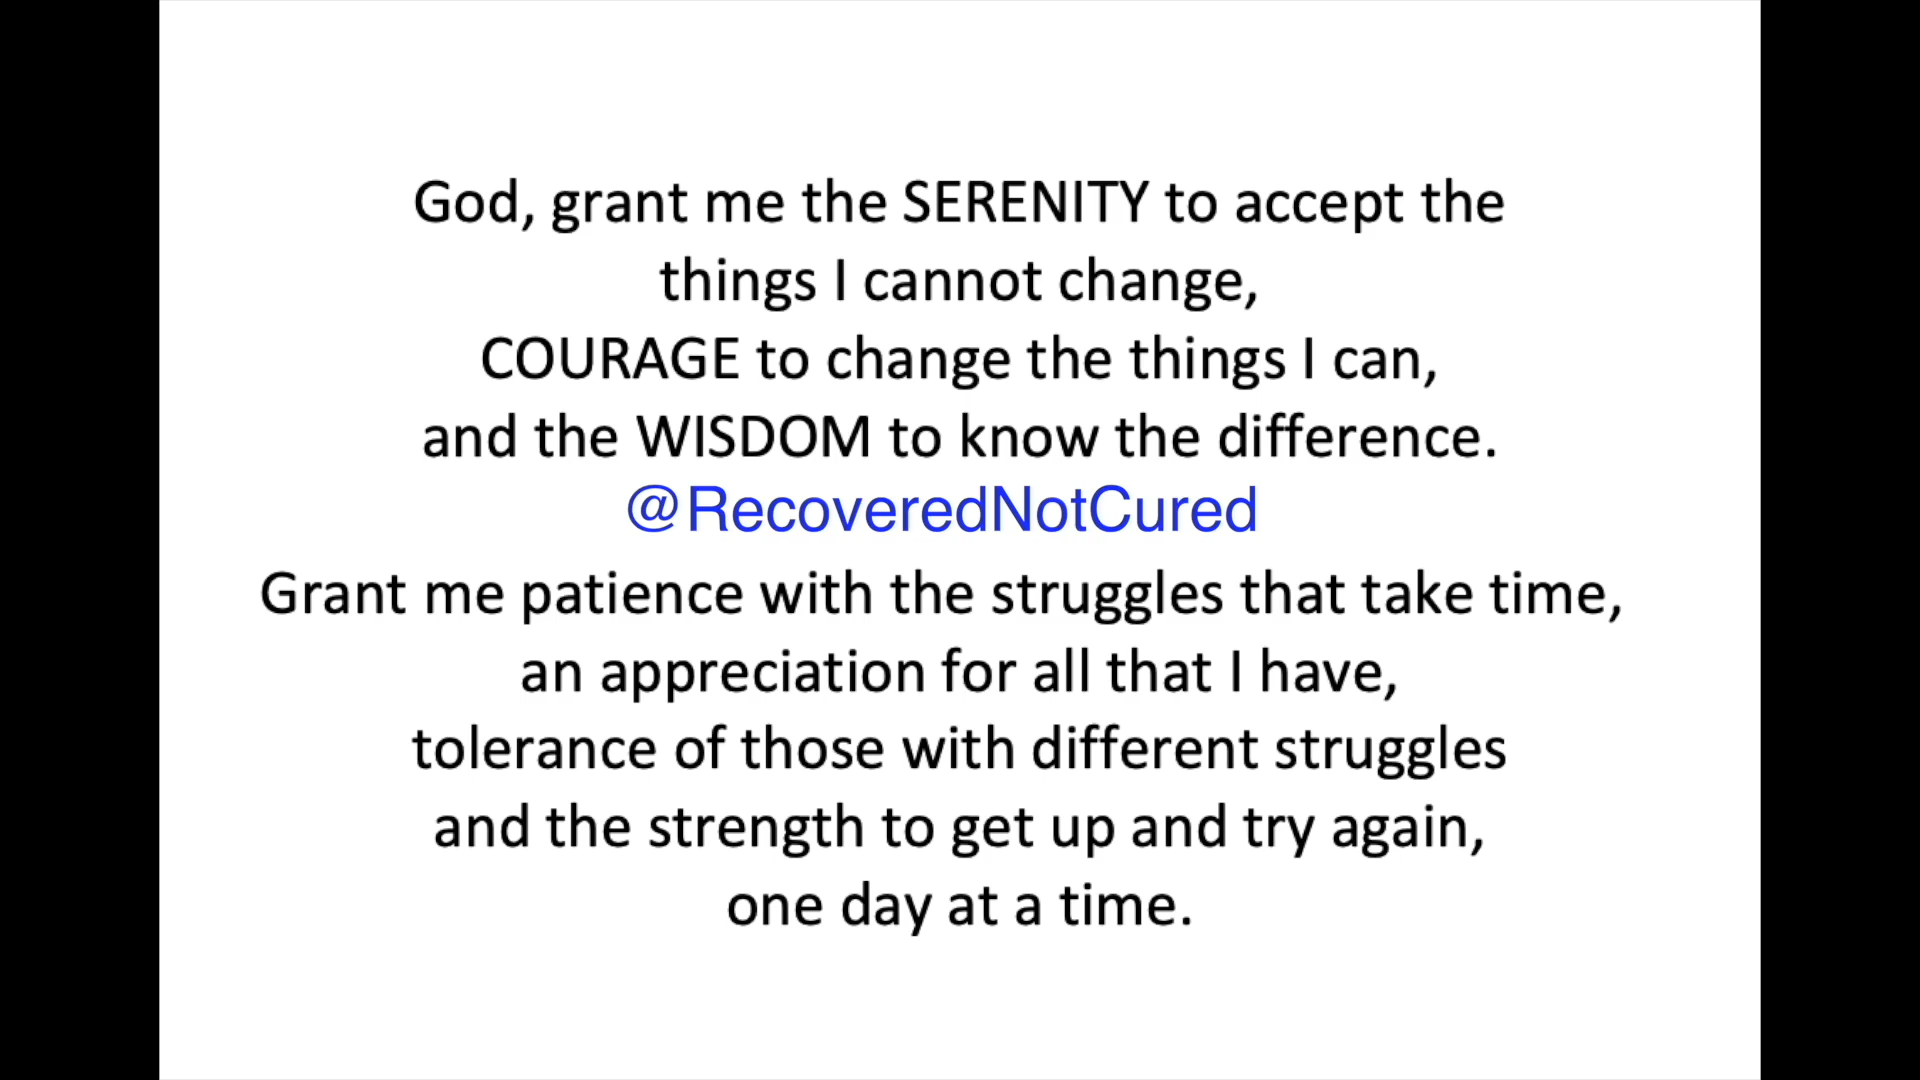 God, grant me the SERENITY to accept the
things I cannot change,
COURAGE to change the things I can,
and the WISDOM to know the difference.
@RecoveredNotCured
Grant me patience with the struggles that take time,
an appreciation for all that I have,
tolerance of those with different struggles
and the strength to get up and try again,
one day at a time.